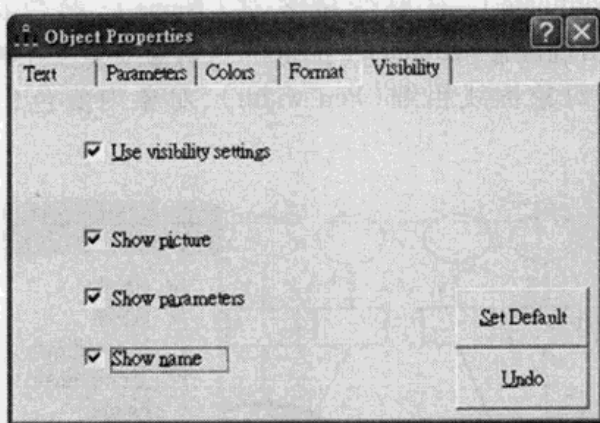 Object Properties
Text Parameters Colors Format Visibility
Use visibility settings
Show picture
Show parameters
Show name
Set Default
Undo